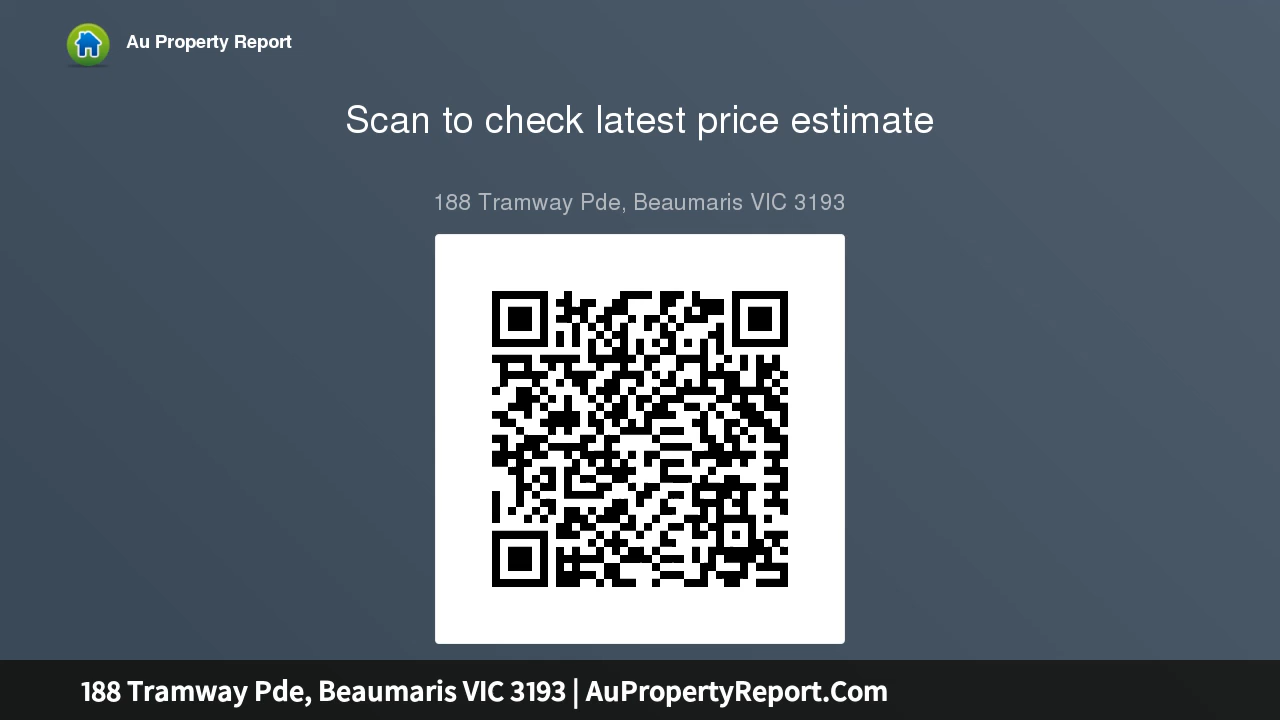 Au Property Report
Scan to check latest price estimate
188 Tramway Pde, Beaumaris VIC 3193
188 Tramway Pde, Beaumaris VIC 3193 | AuPropertyReport.Com